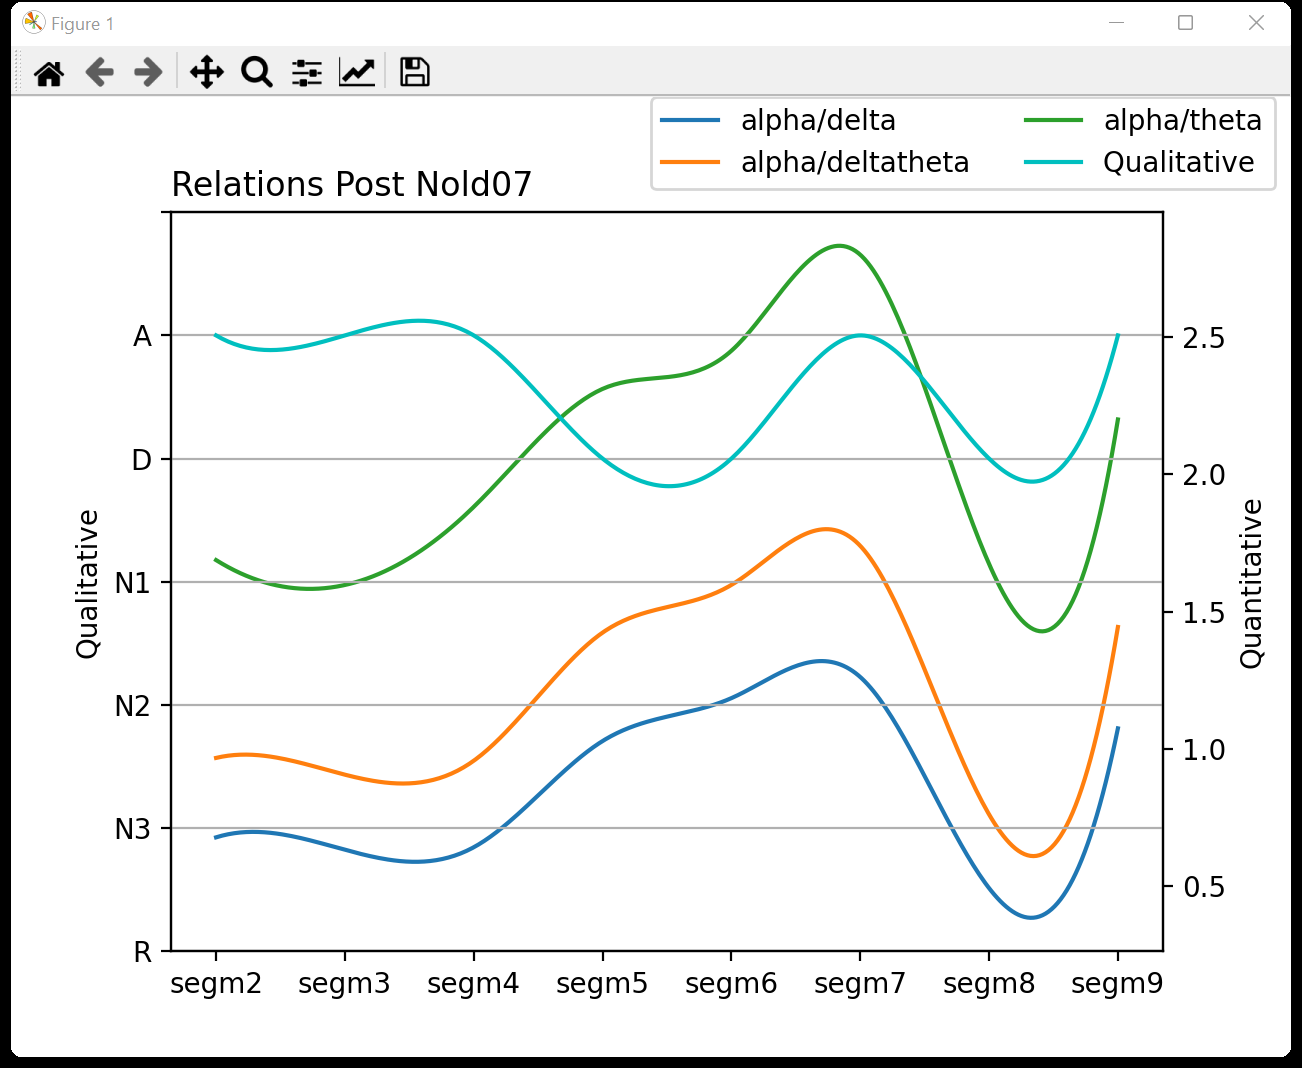 Figure 1
alpha/delta
alpha/deltatheta
alpha/theta
Qualitative
Relations Post Nold07
A
D
N1
N2
N3
R
Qualitative
2.5
2.0
1.5
1.0
0.5
Quantitative
segm2 segm3 segm4 segm5 segm6 segm7 segm8 segm9